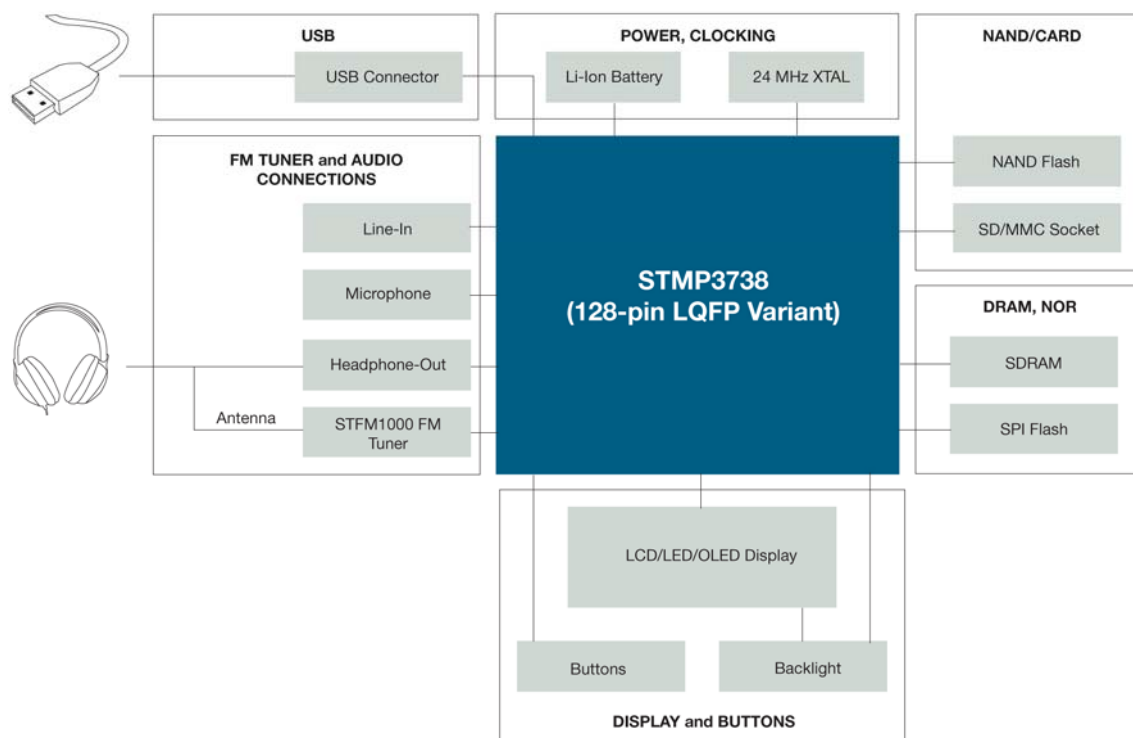 USB
USB Connector
POWER, CLOCKING
Li-Ion Battery
24 MHz XTAL
NAND/CARD
NAND Flash
SD/MMC Socket
FM TUNER and AUDIO
CONNECTIONS
Line-In
Microphone
Headphone-Out
Antenna
STFM1000 FM
Tuner
STMP3738
(128-pin LQFP Variant)
DRAM, NOR
SDRAM
SPI Flash
LCD/LED/OLED Display
Buttons
Backlight
DISPLAY and BUTTONS